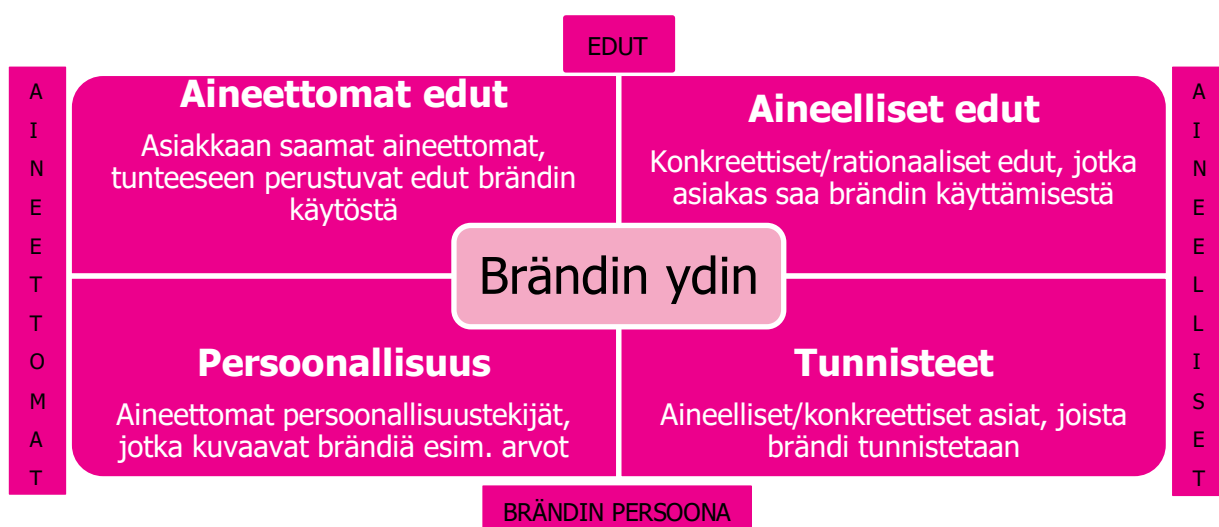 EDUT
A
I
N
E
E
T
T
O
M
A
T
Aineettomat edut
Asiakkaan saamat aineettomat,
tunteeseen perustuvat edut brändin
käytöstä
Aineelliset edut
Konkreettiset/rationaaliset edut, jotka
asiakas saa brändin käyttämisestä
A
I
N
E
E
L
L
I
S
E
T
Brändin ydin
Persoonallisuus
Aineettomat persoonallisuustekijät,
jotka kuvaavat brändiä esim. arvot
Tunnisteet
Aineelliset/konkreettiset asiat, joista
brändi tunnistetaan
BRÄNDIN PERSOONA